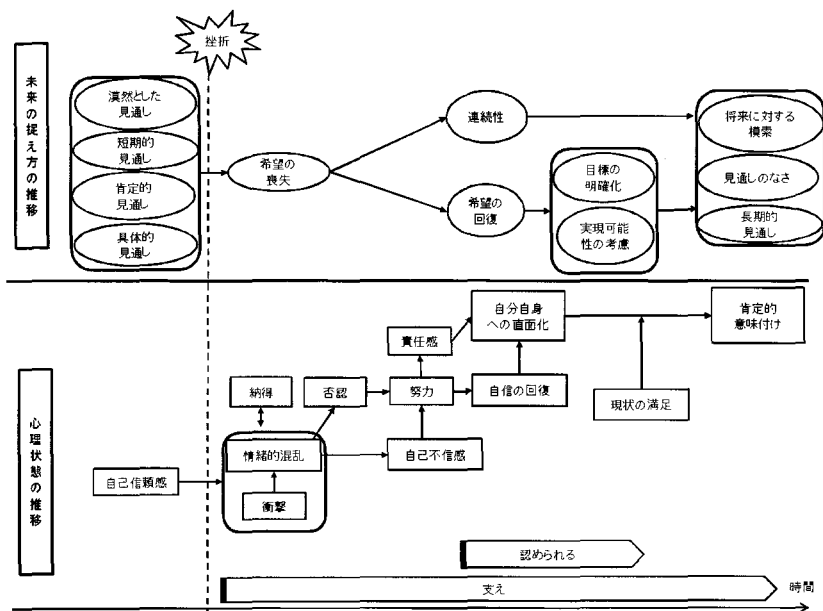 挫折
未来の捉え方の推移
漠然とした
見通し
短期的
見通し
肯定的
見通し
具体的
見通し
希望の
喪失
連続性
希望の
回復
目標の
明確化
実現可能
性の考慮
将来に対する
模索
見通しのなさ
長期的
見通し
心理状態の推移
自己信頼感
納得
否認
情緒的混乱
衝撃
責任感
努力
自己不信感
自分自身
への直面化
自信の回復
現状の満足
肯定的
意味付け
認められる
支え
時間